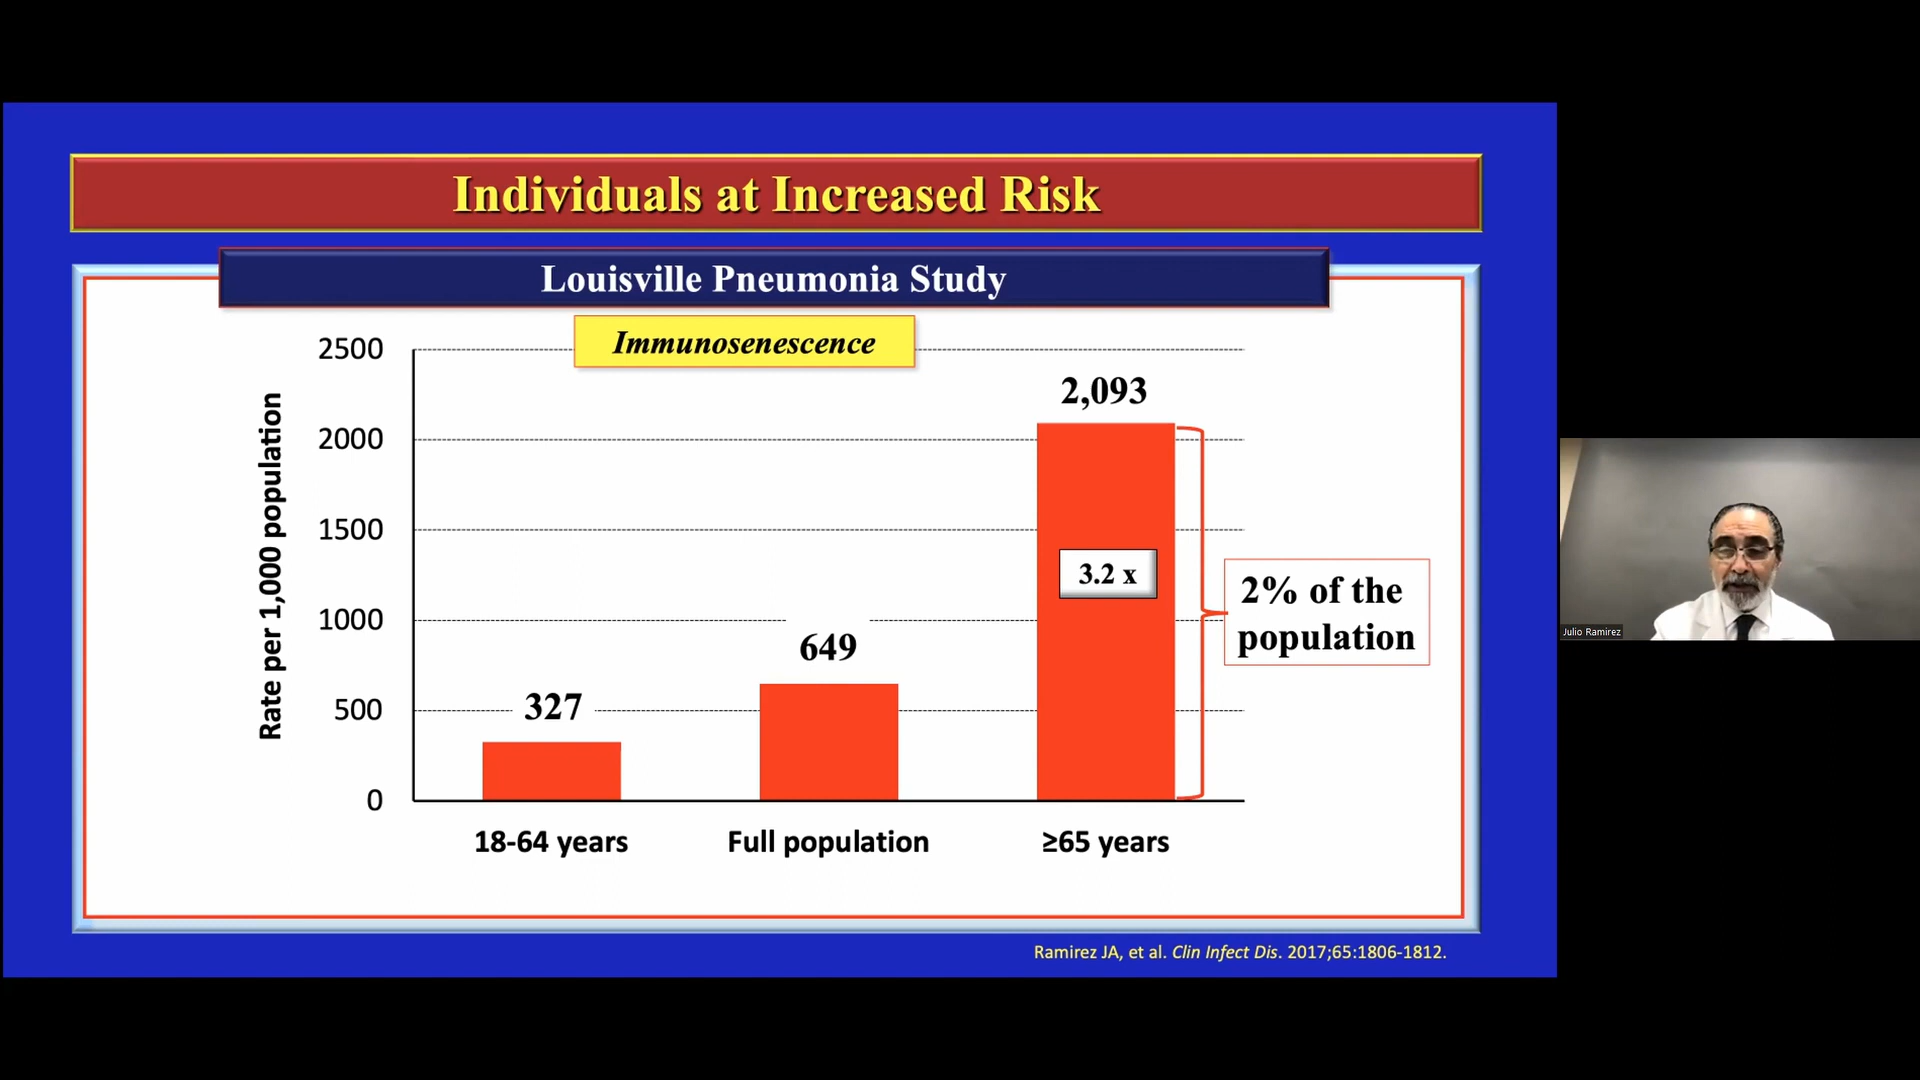 Individuals at Increased Risk
Louisville Pneumonia Study
Immunosenescence
Rate per 1,000 population
2500
2000
1500
1000
500
0
327
649
2,093
3.2 x
2% of the
population
18-64 years
Full population
≥65 years
Ramirez JA, et al. Clin Infect Dis. 2017;65:1806-1812.
Julio Ramirez